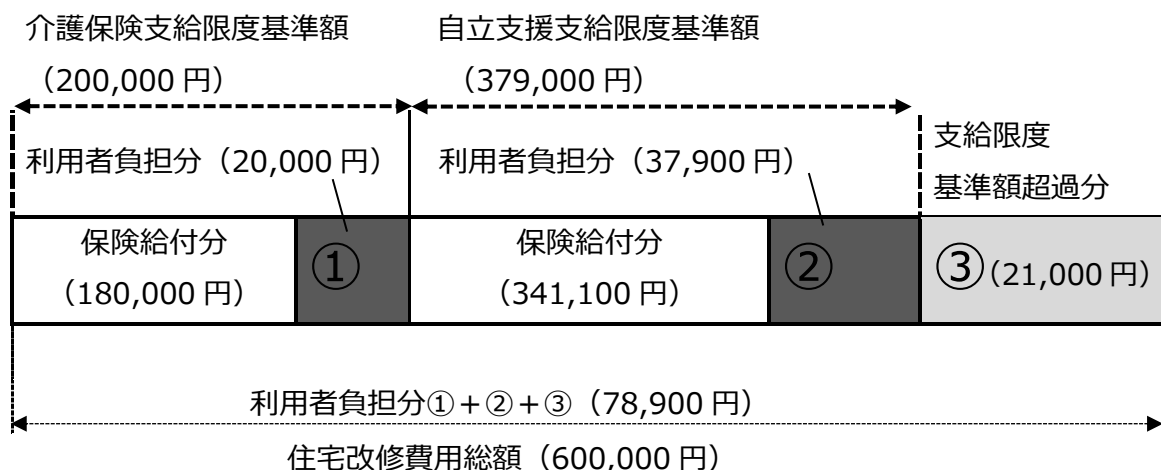 介護保険支給限度基準額
（200,000 円）
自立支援支給限度基準額
（379,000 円）
支給限度
基準額超過分
利用者負担分（20,000 円）
利用者負担分（37,900 円）
保険給付分
（180,000 円）
①
保険給付分
（341,100 円）
②
③（21,000 円）
利用者負担分①＋②＋③（78,900 円）
住宅改修費用総額（600,000 円）